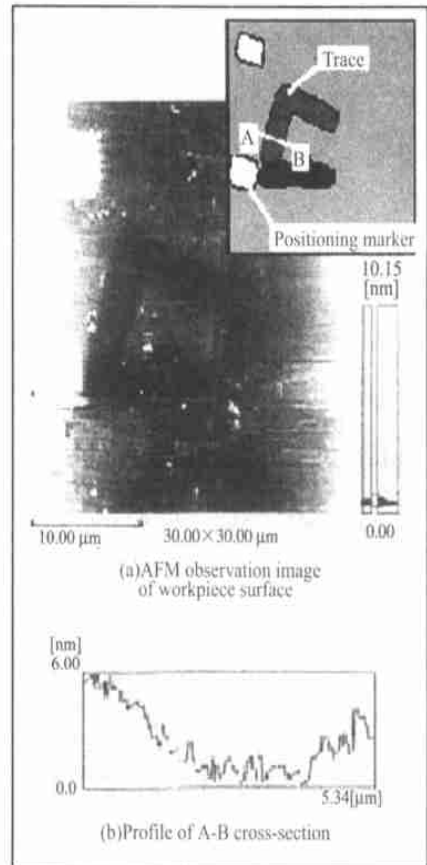 Trace
A
B
Positioning marker
10.15
[nm]
0.00
10.00 μm
30.00×30.00 μm
(a)AFM observation image
of workpiece surface
[nm]
6.00
0.0
5.34[μm]
(b)Profile of A-B cross-section